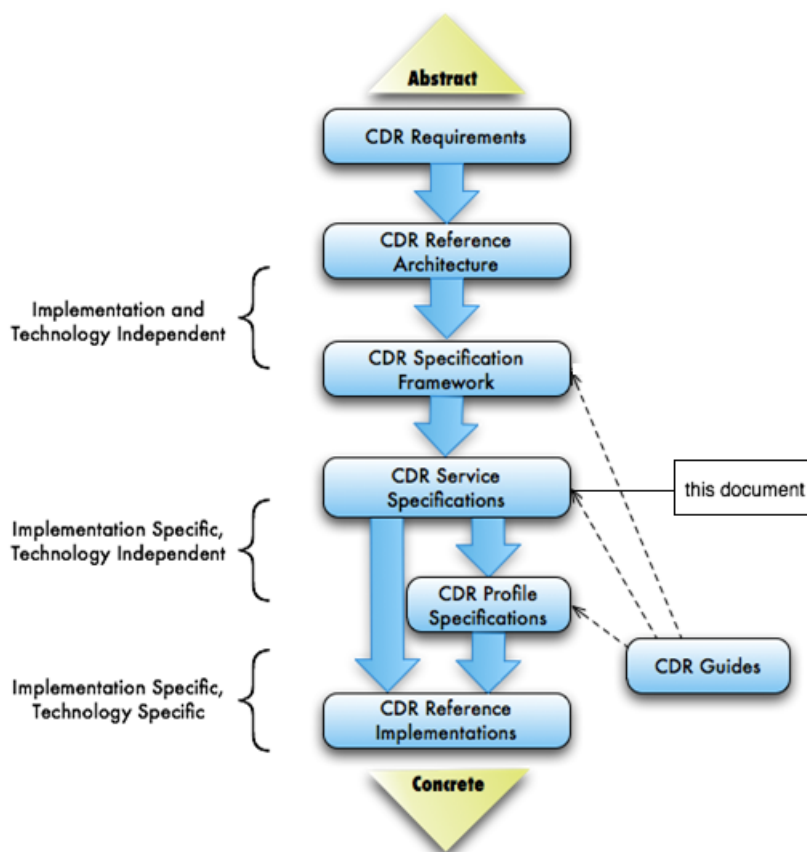 Abstract
CDR Requirements
CDR Reference
Architecture
Implementation and
Technology Independent
CDR Specification
Framework
CDR Service
Specifications
this document
Implementation Specific,
Technology Independent
CDR Profile
Specifications
CDR Guides
Implementation Specific,
Technology Specific
CDR Reference
Implementations
Concrete